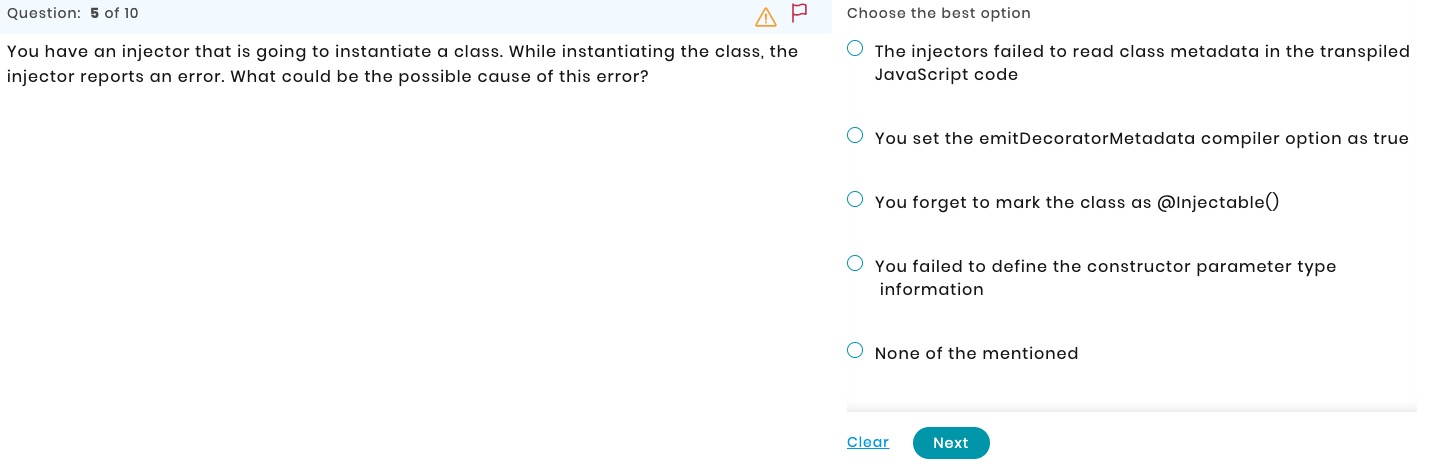 Question: 5 of 10
You have an injector that is going to instantiate a class. While instantiating the class, the
injector reports an error. What could be the possible cause of this error?
Choose the best option
The injectors failed to read class metadata in the transpiled
JavaScript code
You set the emitDecoratorMetadata compiler option as true
You forget to mark the class as @Injectable()
You failed to define the constructor parameter type
information
None of the mentioned
Clear
Next